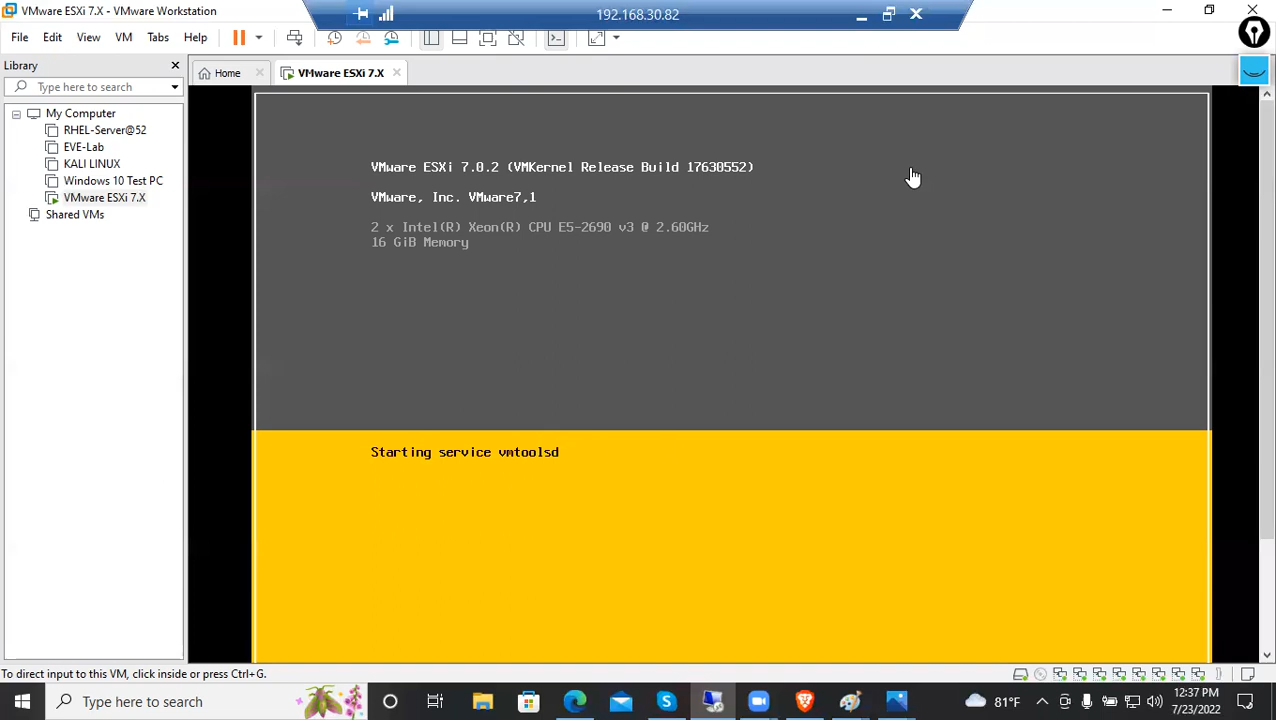 VMware ESXi 7.X - VMware Workstation
192.168.30.82
File Edit View VM Tabs Help
Library
Type here to search
Home
VMware ESXi 7.X
My Computer
RHEL-Server@52
EVE-Lab
KALI LINUX
Windows 10 Test PC
VMware ESXi 7.X
Shared VMs
VMware ESXi 7.0.2 (VMKernel Release Build 17630552)
VMware, Inc. VMware7,1
2 x Intel(R) Xeon(R) CPU E5-2690 v3 @ 2.60GHz
16 GiB Memory
Starting service vmtoolsd
To direct input to this VM, click inside or press Ctrl+G.
Type here to search
81°F
12:37 PM
7/23/2022